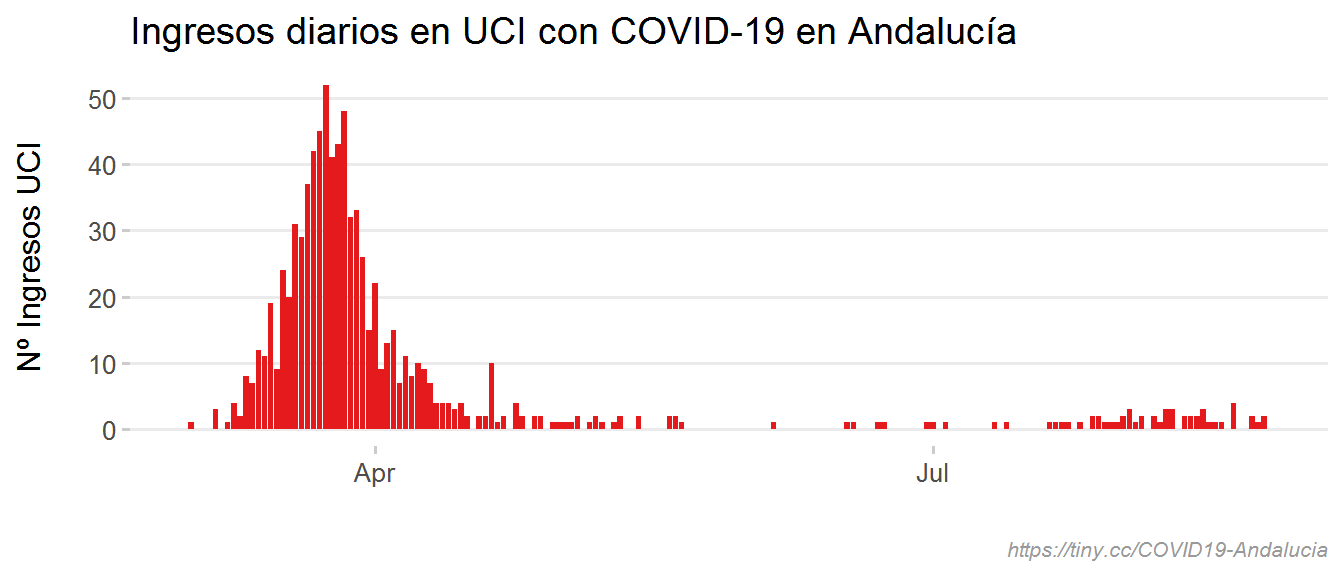 Ingresos diarios en UCI con COVID-19 en Andalucía
Nº Ingresos UCI
50
40
30
20
10
0
Apr
Jul
https://tiny.cc/COVID19-Andalucia